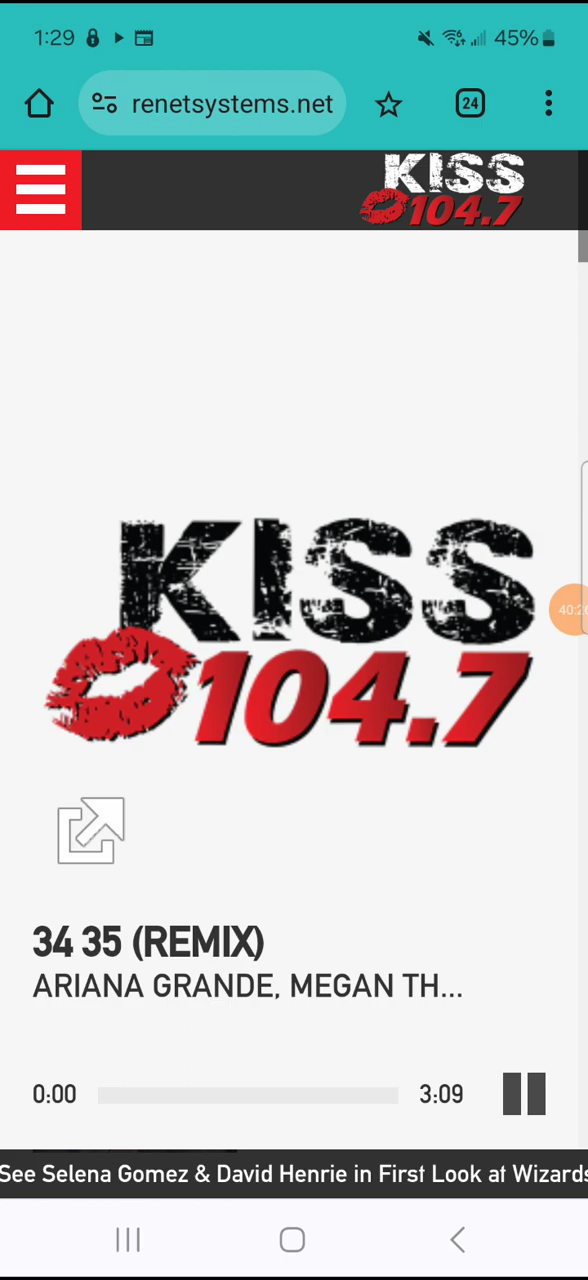 1:29
45%
renetsystems.net
24
KISS
104.7
KISS
104.7
34 35 (REMIX)
ARIANA GRANDE, MEGAN TH...
0:00
3:09
See Selena Gomez & David Henrie in First Look at Wizards